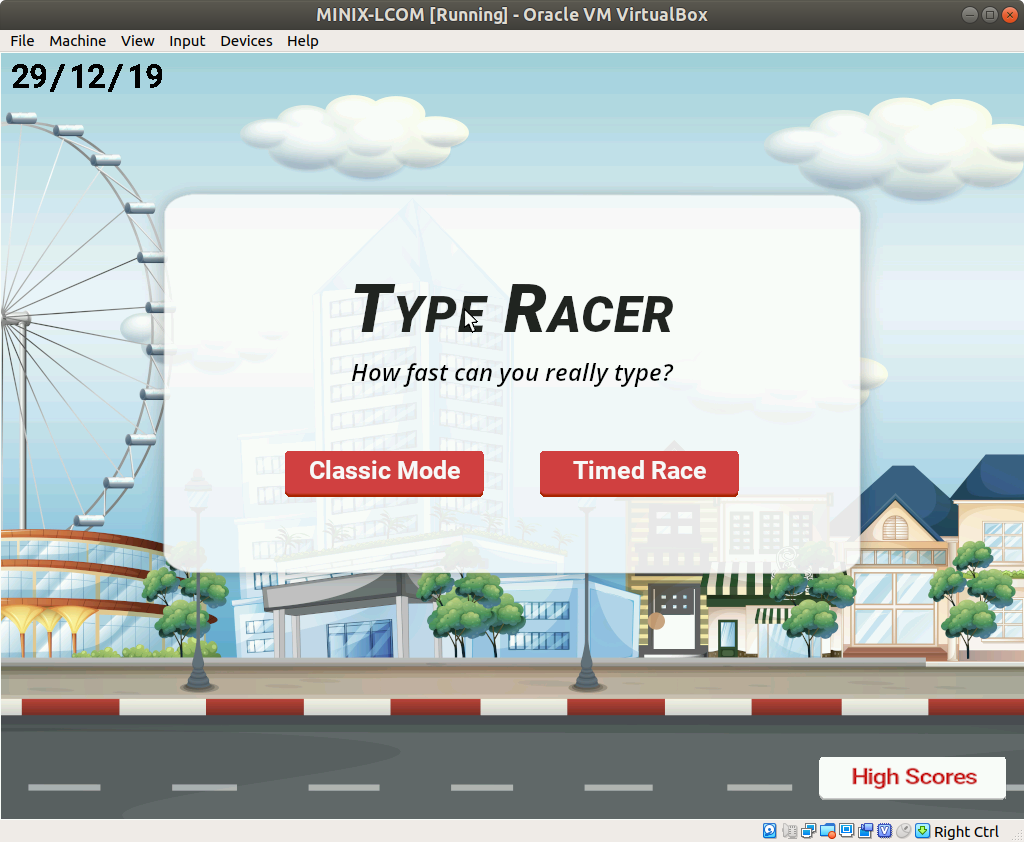 MINIX-LCOM [Running] - Oracle VM VirtualBox
File Machine View Input Devices Help
29/12/19
TYPE RACER
How fast can you really type?
Classic Mode Timed Race
High Scores
Right Ctrl